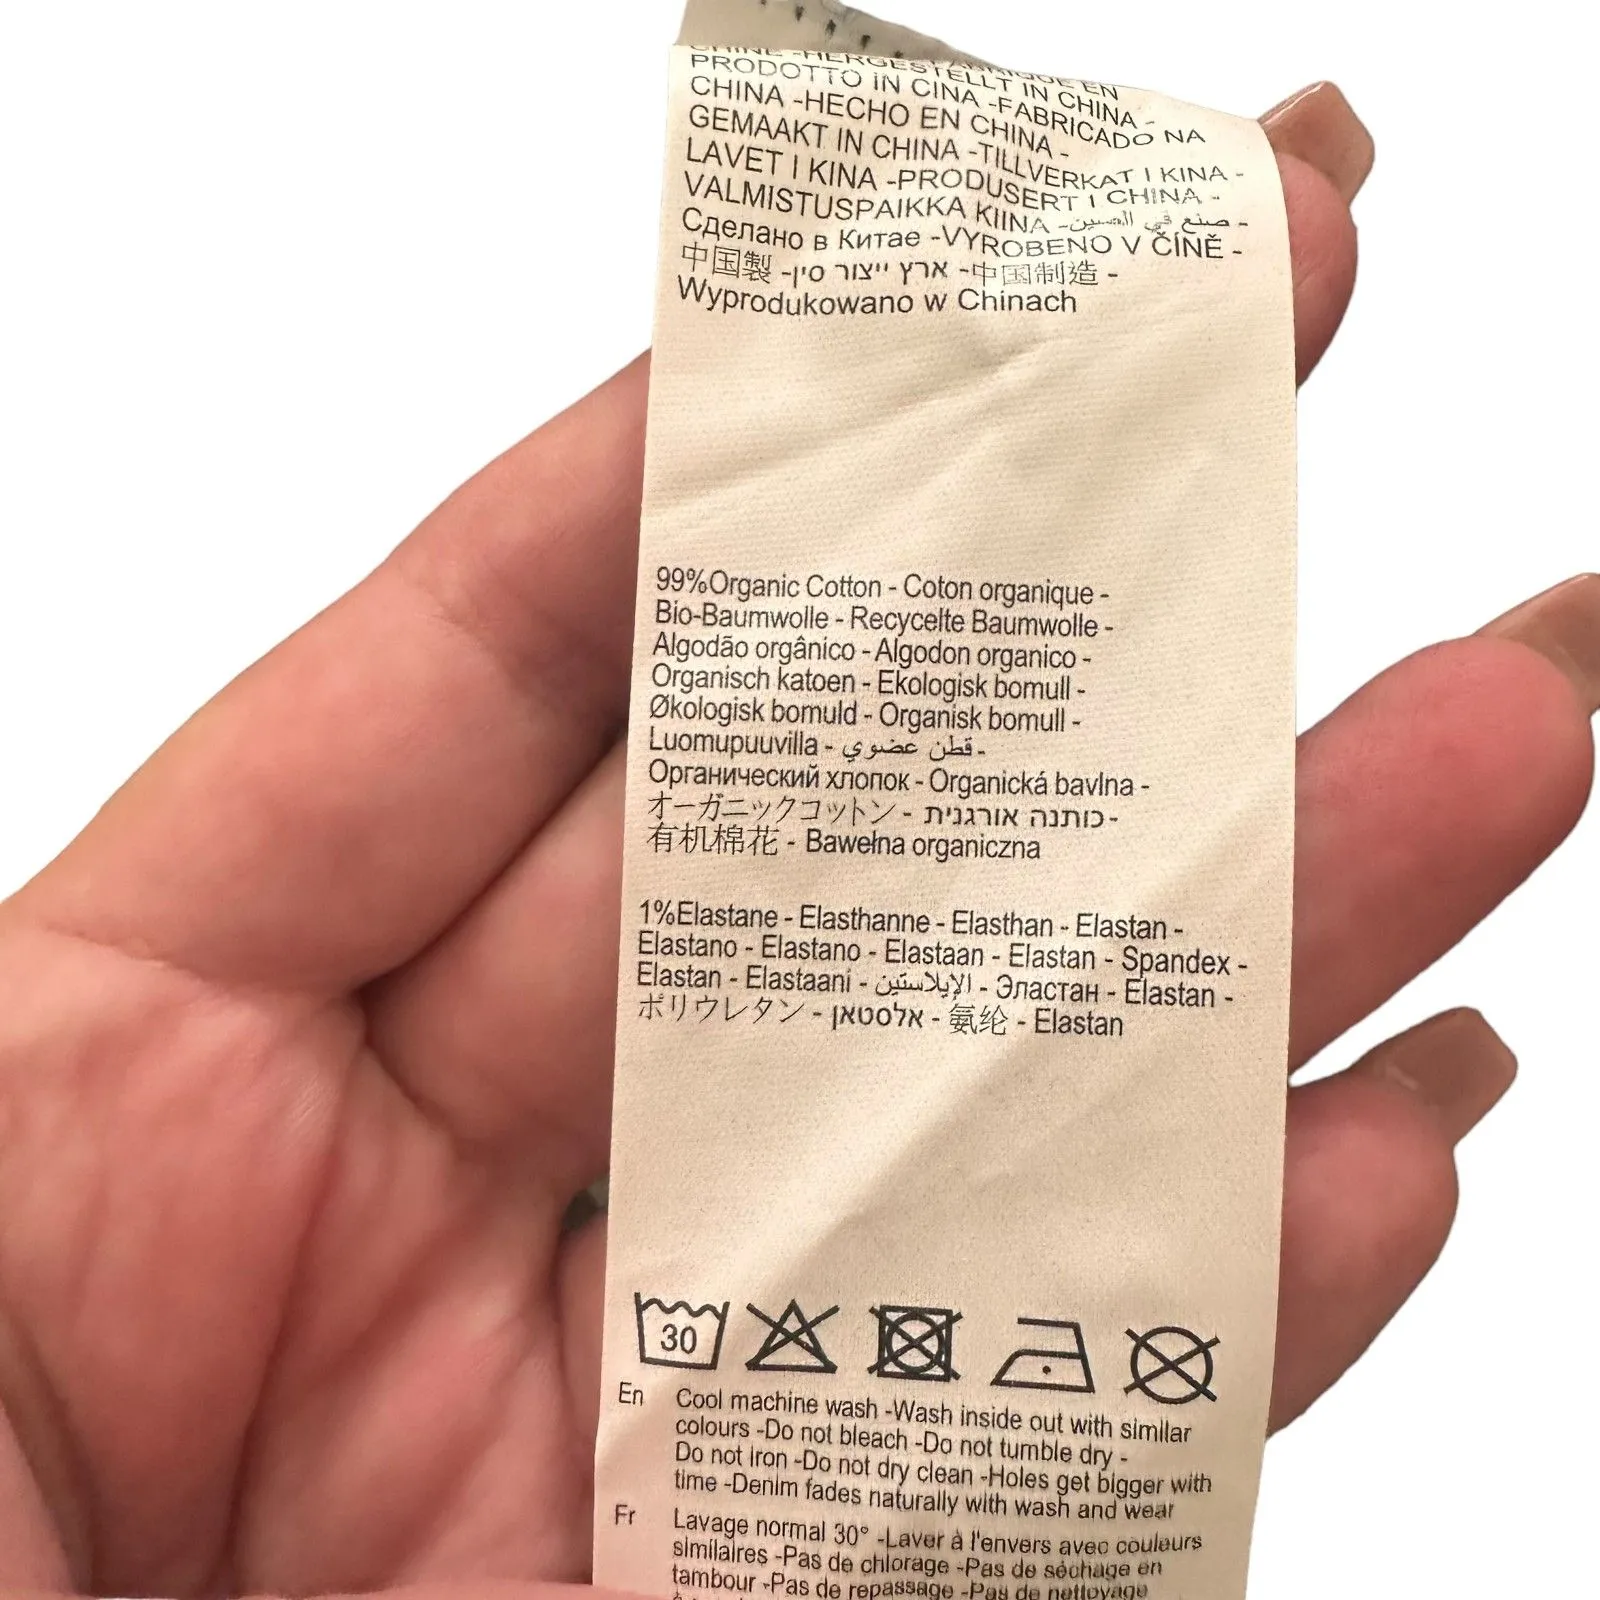 HERGESTELLT IN CHINA -
PRODOTTO IN CINA -FABRICADO NA
CHINA -HECHO EN CHINA -
GEMAAKT IN CHINA -TILLVERKAT I KINA -
LAVET I KINA -PRODUSERT I CHINA -
VALMISTUSPAIKKA KIINA -صنع في الصين -
Сделано в Китае -VYROBENO V ČÍNĚ -
中国製 -ארץ ייצור סין -中国制造 -
Wyprodukowano w Chinach
99%Organic Cotton - Coton organique -
Bio-Baumwolle - Recycelte Baumwolle -
Algodão orgânico - Algodon organico -
Organisch katoen - Ekologisk bomull -
Økologisk bomuld - Organisk bomull -
Luomupuuvilla - قطن عضوي -
Органический хлопок - Organická bavlna -
オーガニックコットン - כותנה אורגנית -
有机棉花 - Bawełna organiczna
1%Elastane - Elasthanne - Elasthan - Elastan -
Elastano - Elastano - Elastaan - Elastan - Spandex -
Elastan - Elastaani - الإيلاستين - Эластан - Elastan -
ポリウレタン - אלסטאן - 氨纶 - Elastan
30
En Cool machine wash -Wash inside out with similar
colours -Do not bleach -Do not tumble dry -
Do not iron -Do not dry clean -Holes get bigger with
time -Denim fades naturally with wash and wear
Fr Lavage normal 30° -Laver à l'envers avec couleurs
similaires -Pas de chlorage -Pas de séchage en
tambour -Pas de repassage -Pas de nettoyage